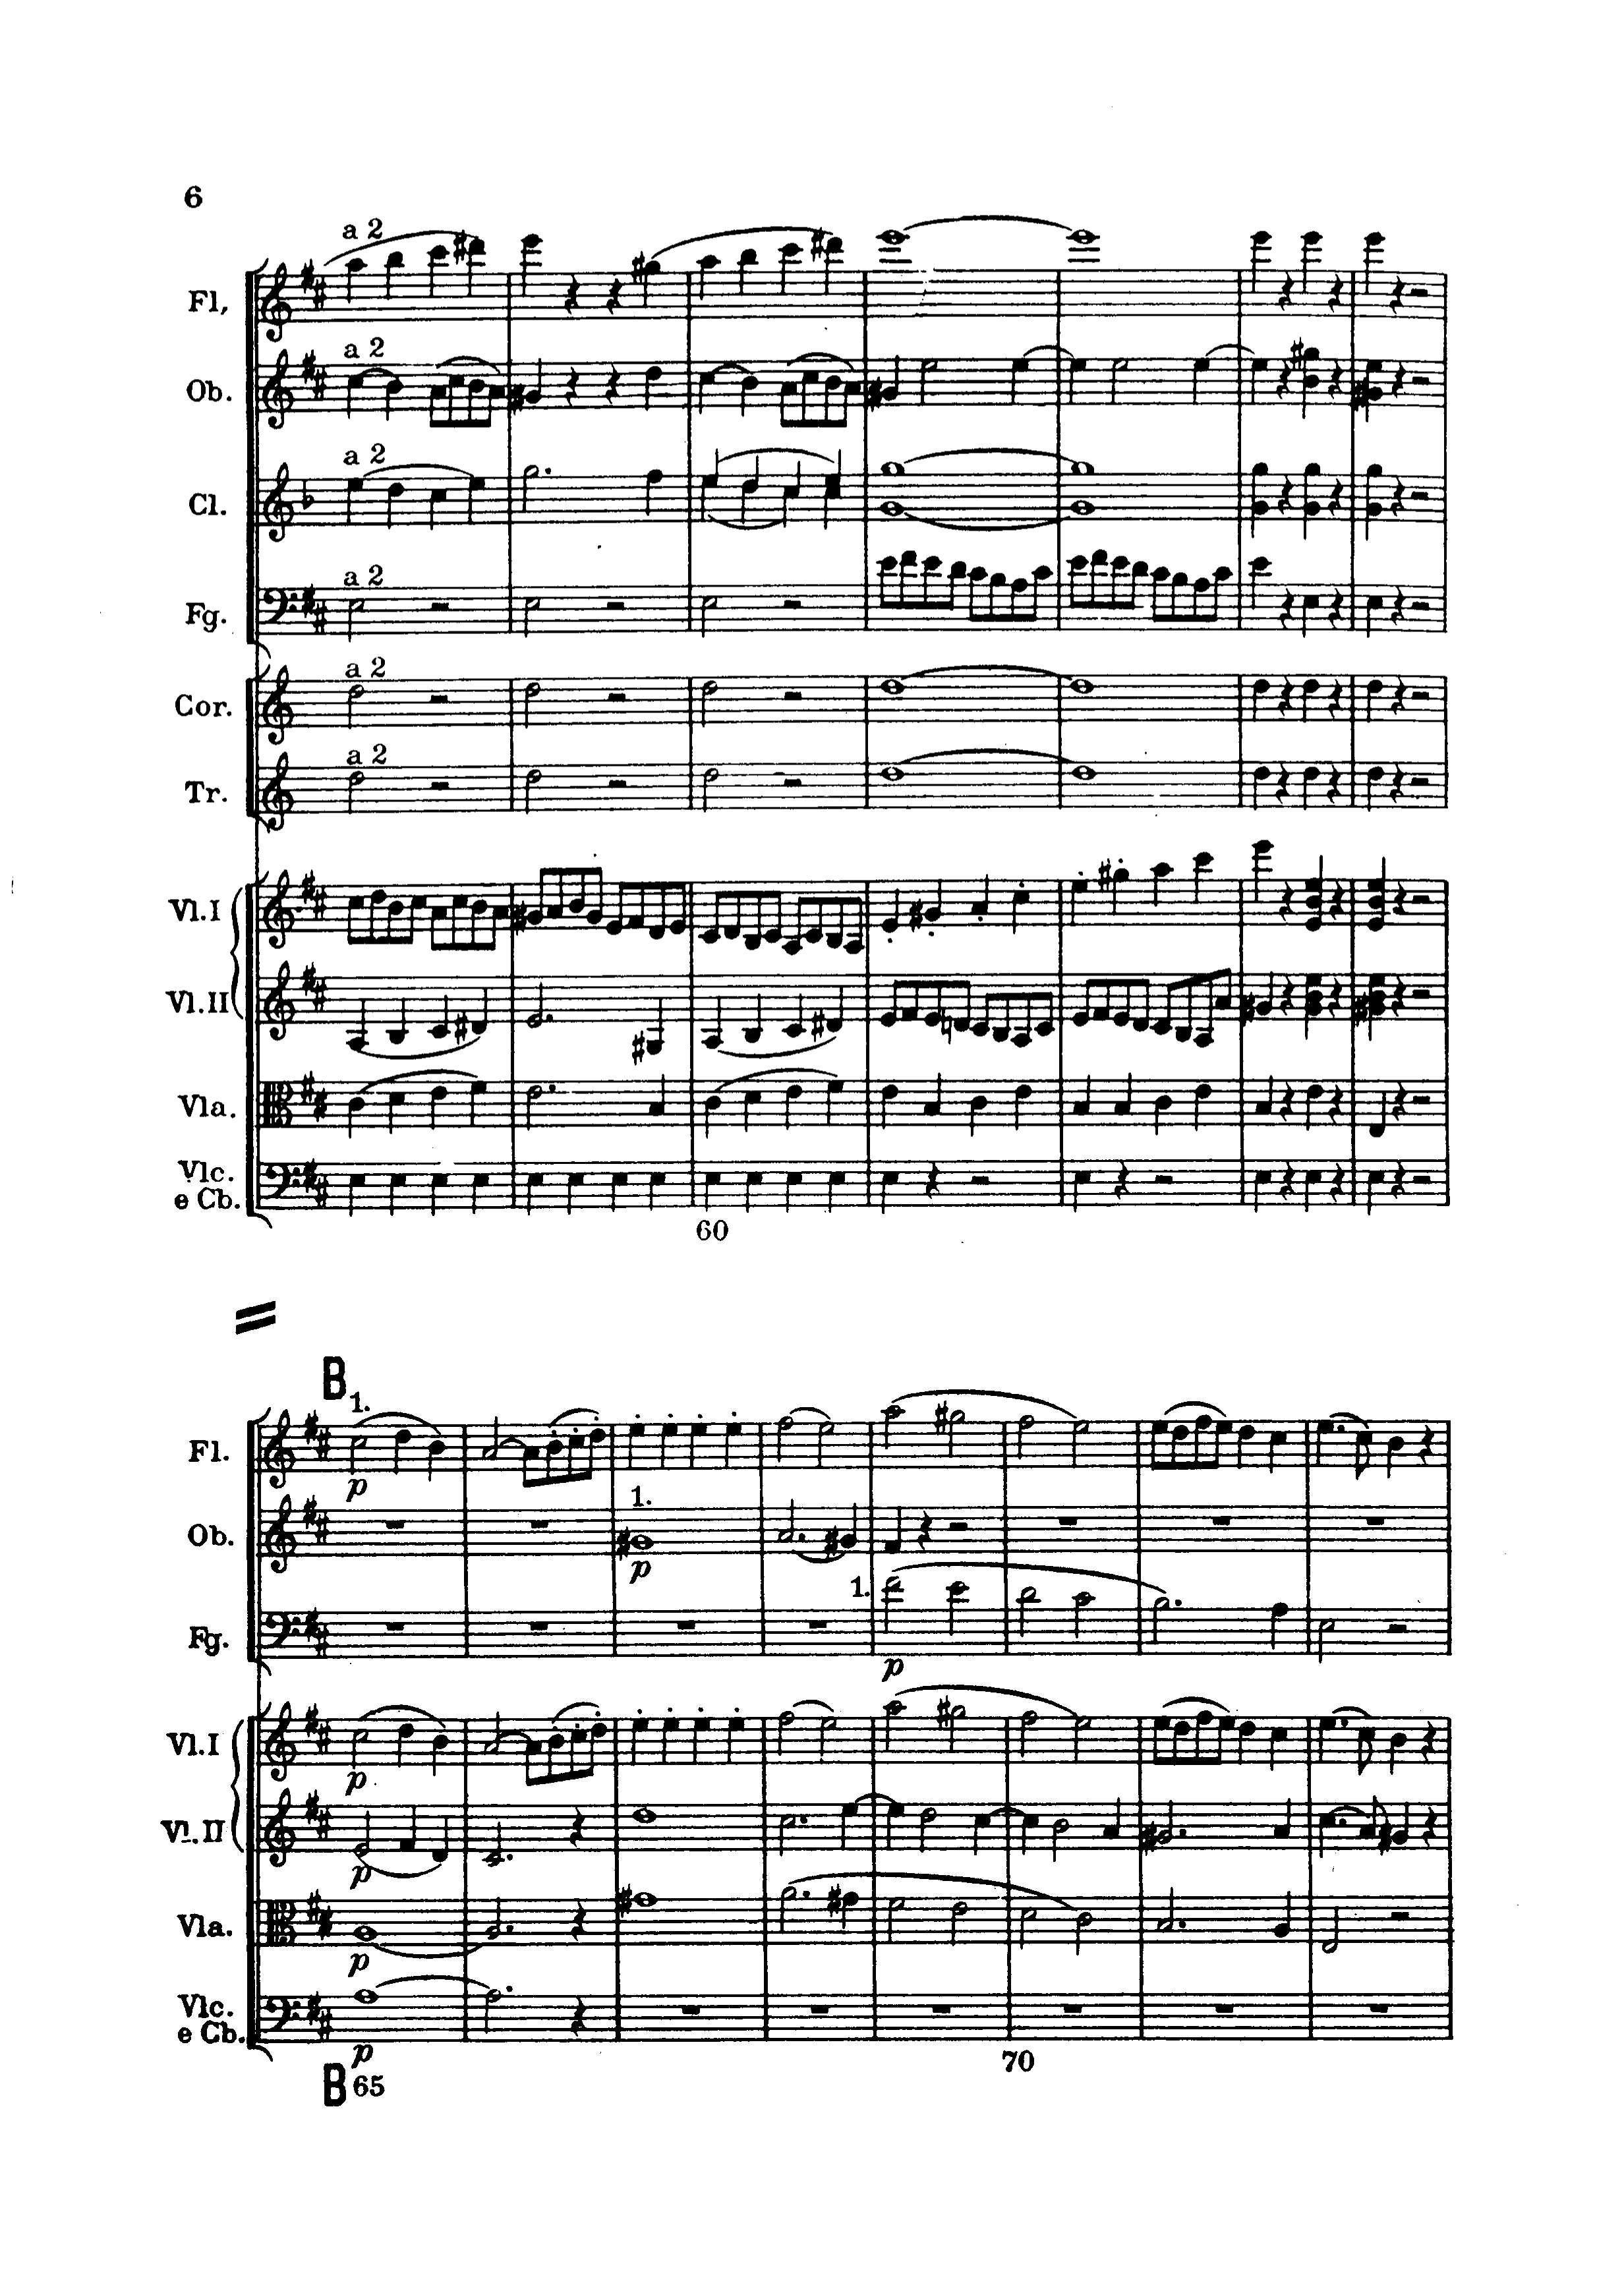 6
a 2
Fl,
a 2
Ob.
a 2
Cl.
a 2
Fg.
a 2
Cor.
a 2
Tr.
Vl.I
Vl.II
Vla.
Vlc.
e Cb.
60
B
1.
Fl.
p
1.
Ob.
p
1.
Fg.
p
Vl.I
p
Vl.II
p
Vla.
p
Vlc.
e Cb.
p
70
B 65